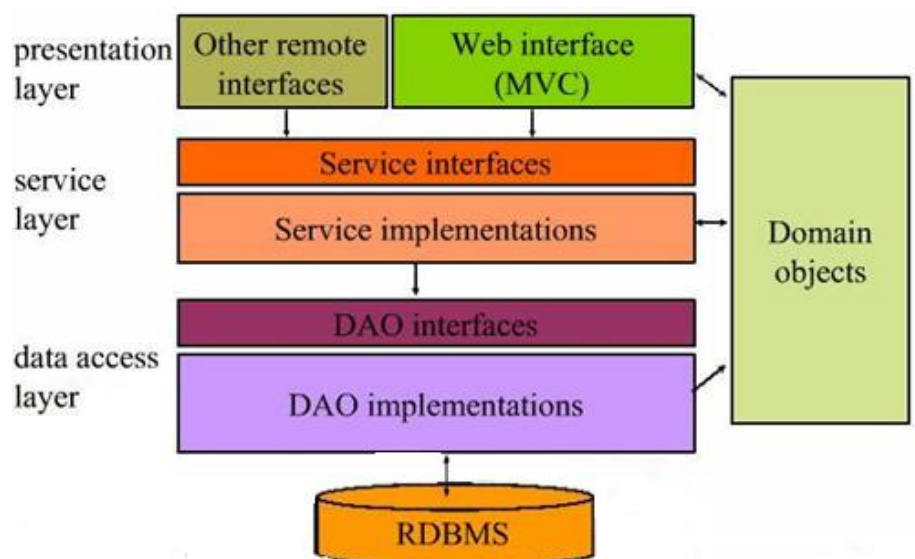 presentation
layer
Other remote
interfaces
Web interface
(MVC)
service
layer
Service interfaces
Service implementations
Domain
objects
data access
layer
DAO interfaces
DAO implementations
RDBMS